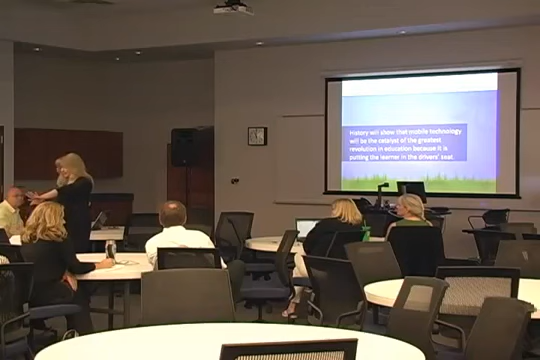 History will show that mobile technology
will be the catalyst of the greatest
revolution in education because it is
putting the learner in the drivers' seat.